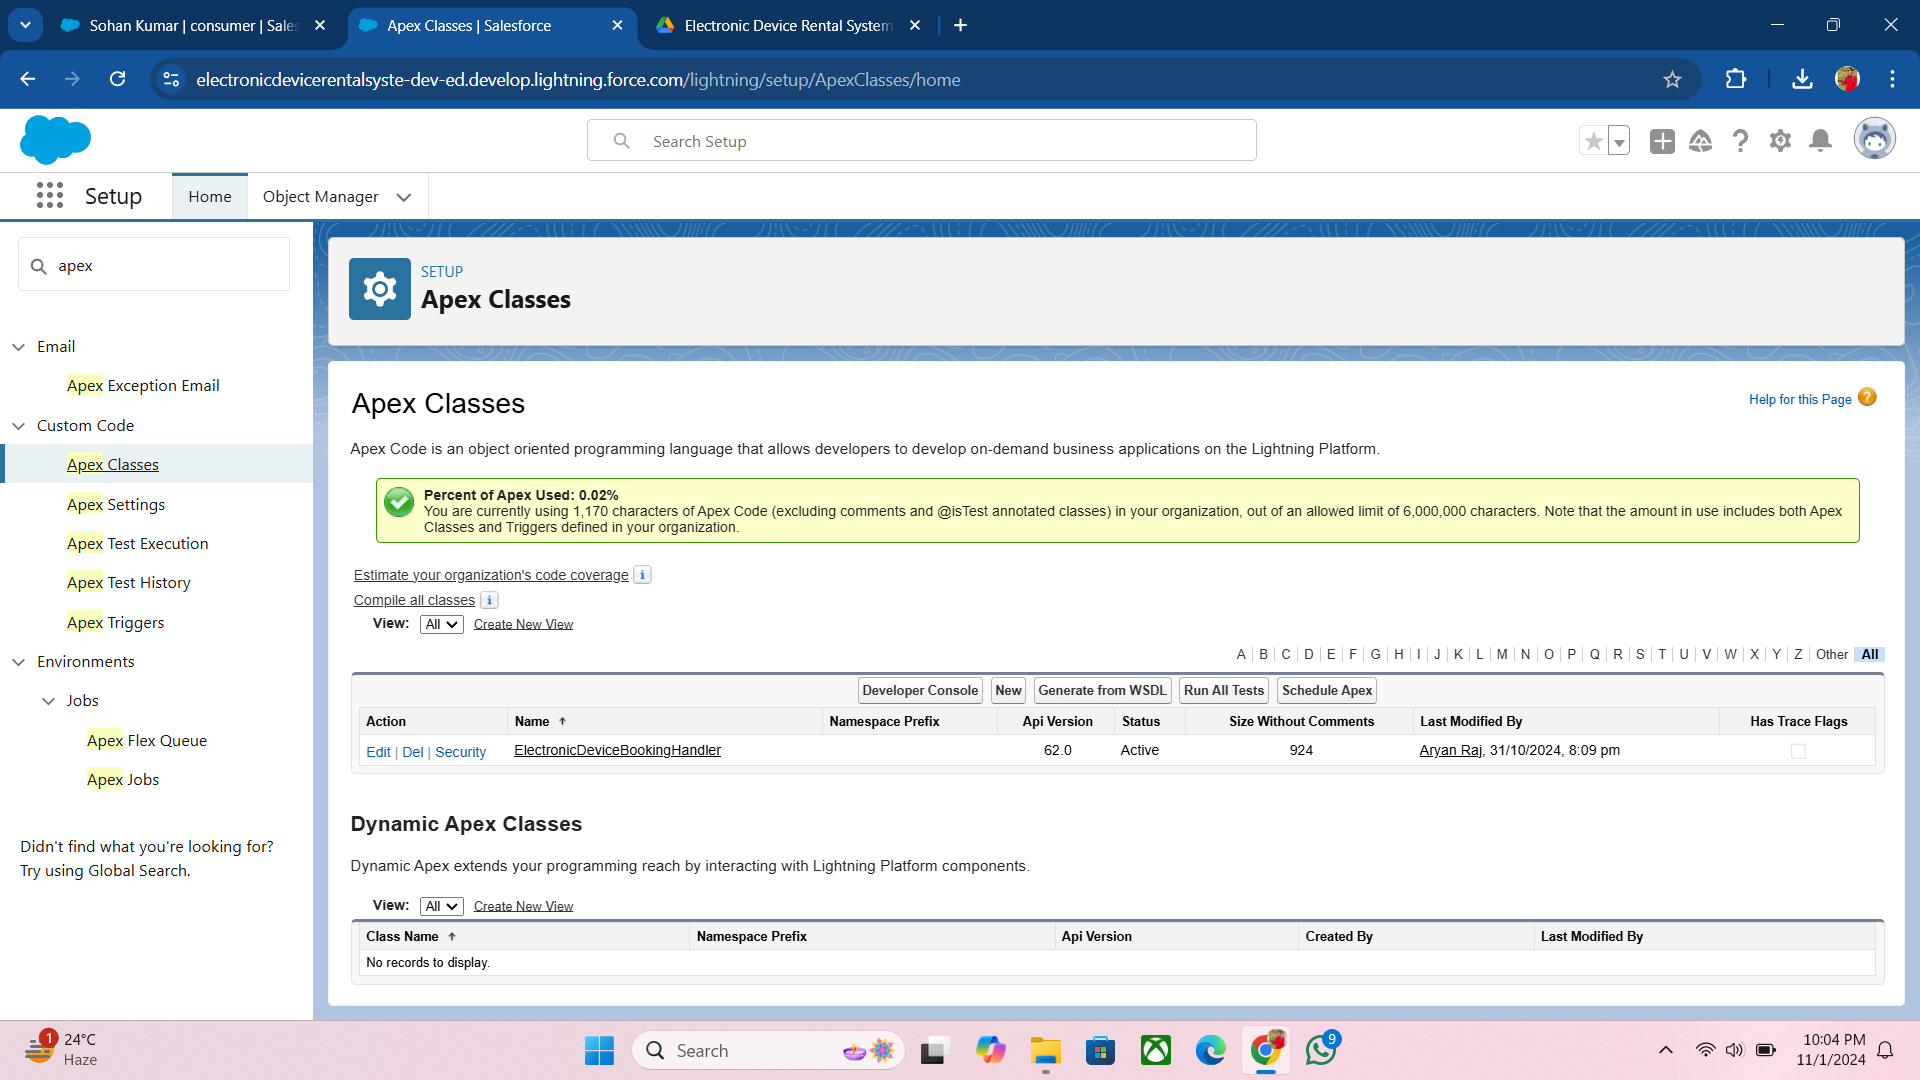 Sohan Kumar | consumer | Sales
Apex Classes | Salesforce
Electronic Device Rental System
electronicdevicerentalsyste-dev-ed.develop.lightning.force.com/lightning/setup/ApexClasses/home
Search Setup
Setup
Home
Object Manager
apex
Email
Apex Exception Email
Custom Code
Apex Classes
Apex Settings
Apex Test Execution
Apex Test History
Apex Triggers
Environments
Jobs
Apex Flex Queue
Apex Jobs
Didn't find what you're looking for?
Try using Global Search.
SETUP
Apex Classes
Apex Classes
Help for this Page ?
Apex Code is an object oriented programming language that allows developers to develop on-demand business applications on the Lightning Platform.
Percent of Apex Used: 0.02%
You are currently using 1,170 characters of Apex Code (excluding comments and @isTest annotated classes) in your organization, out of an allowed limit of 6,000,000 characters. Note that the amount in use includes both Apex
Classes and Triggers defined in your organization.
Estimate your organization's code coverage i
Compile all classes i
View: All Create New View
A | B | C | D | E | F | G | H | I | J | K | L | M | N | O | P | Q | R | S | T | U | V | W | X | Y | Z | Other | All
Developer Console New Generate from WSDL Run All Tests Schedule Apex
Action Name ↑ Namespace Prefix Api Version Status Size Without Comments Last Modified By Has Trace Flags
Edit | Del | Security ElectronicDeviceBookingHandler 62.0 Active 924 Aryan Raj, 31/10/2024, 8:09 pm
Dynamic Apex Classes
Dynamic Apex extends your programming reach by interacting with Lightning Platform components.
View: All Create New View
Class Name ↑ Namespace Prefix Api Version Created By Last Modified By
No records to display.
1
24°C
Haze
Search
9
10:04 PM
11/1/2024